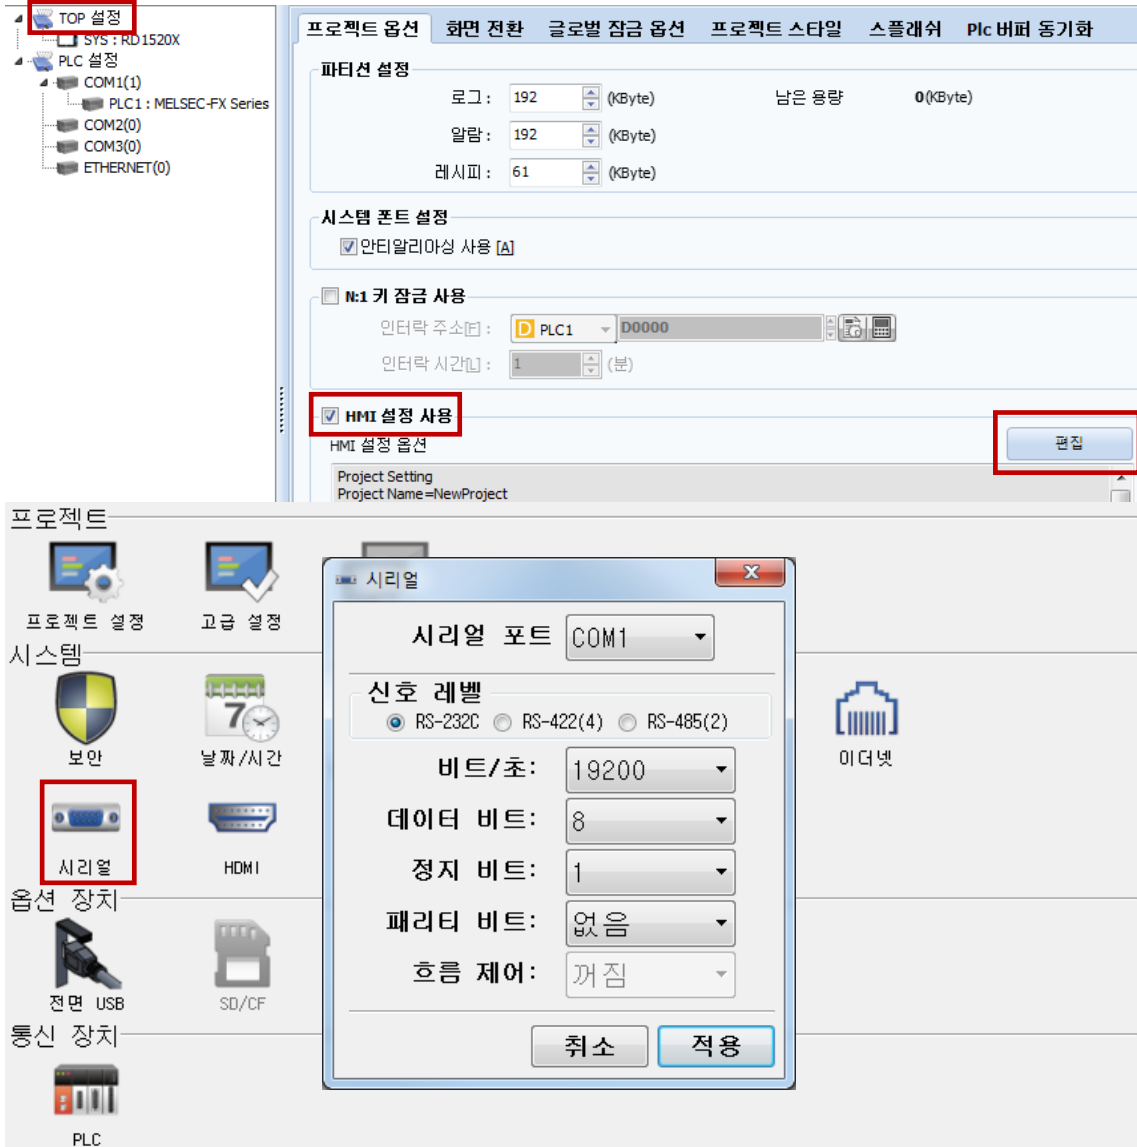 TOP 설정
SYS : RD1520X
PLC 설정
COM1(1)
PLC1 : MELSEC-FX Series
COM2(0)
COM3(0)
ETHERNET(0)
프로젝트 옵션 화면 전환 글로벌 잠금 옵션 프로젝트 스타일 스플래쉬 Plc 버퍼 동기화
파티션 설정
로그 : 192 (KByte) 남은 용량 0(KByte)
알람 : 192 (KByte)
레시피 : 61 (KByte)
시스템 폰트 설정
안티알리아싱 사용 [A]
N:1 키 잠금 사용
인터락 주소[F] : D PLC1 D0000
인터락 시간[L] : 1 (분)
HMI 설정 사용
HMI 설정 옵션 편집
Project Setting
Project Name=NewProject
프로젝트
프로젝트 설정 고급 설정
시스템
보안 날짜/시간 이더넷
7
시리얼 HDMI
옵션 장치
전면 USB SD/CF
통신 장치
PLC
시리얼 x
시리얼 포트 COM1
신호 레벨
RS-232C RS-422(4) RS-485(2)
비트/초: 19200
데이터 비트: 8
정지 비트: 1
패리티 비트: 없음
흐름 제어: 꺼짐
취소 적용